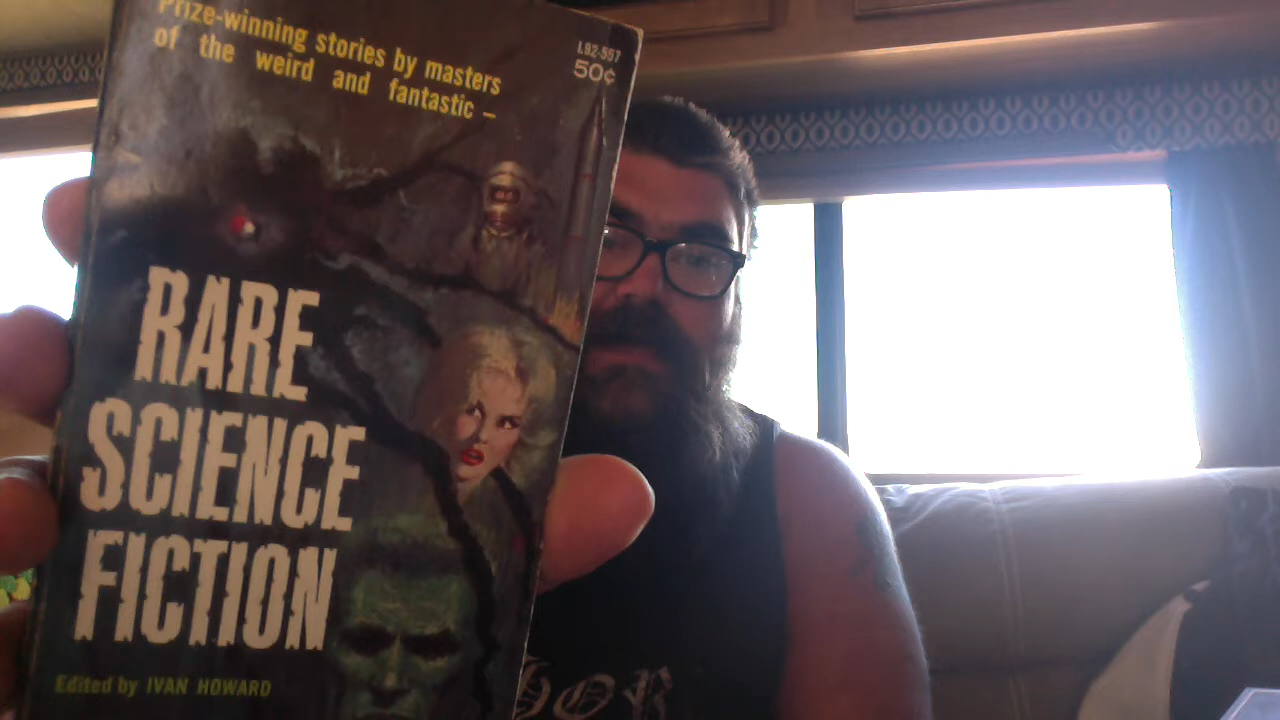 Prize-winning stories by masters
of the weird and fantastic –
L92-557
50¢
RARE
SCIENCE
FICTION
Edited by IVAN HOWARD